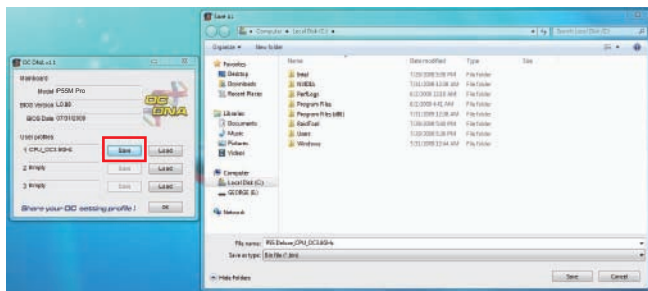 OC DNA v1.1
Mainboard
Model P55M Pro
BIOS Version L0.80
BIOS Date 07/31/2009
OC DNA
User profiles
1 CPU_OC3.8GHz Save Load
2 Empty Save Load
3 Empty Save Load
Share your OC setting profile ! OK
Save as
Computer Local Disk (C:)
Search Local Disk (C:)
Organize New folder
Name Date modified Type Size
Favorites
Desktop
Downloads
Recent Places
Libraries
Documents
Music
Pictures
Videos
Computer
Local Disk (C:)
GEORGE (E:)
Network
Intel File folder
NVIDIA File folder
PerfLogs File folder
Program Files File folder
Program Files (x86) File folder
File folder
Users File folder
Windows File folder
File name: P55 Deluxe_CPU_OC3.8GHz
Save as type: Bin file (*.bin)
Hide Folders Save Cancel